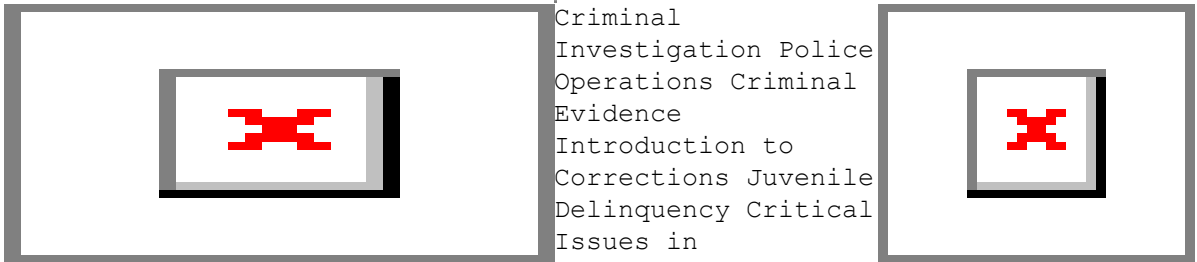 Criminal
Investigation Police
Operations Criminal
Evidence
Introduction to
Corrections Juvenile
Delinquency Critical
Issues in